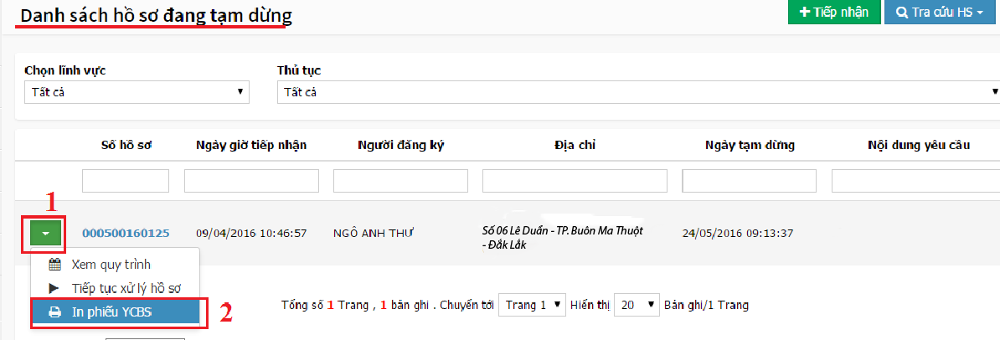 Danh sách hồ sơ đang tạm dừng
Tiếp nhận
Tra cứu HS
Chọn lĩnh vực
Thủ tục
Tất cả
Tất cả
Số hồ sơ
Ngày giờ tiếp nhận
Người đăng ký
Địa chỉ
Ngày tạm dừng
Nội dung yêu cầu
1
000500160125
09/04/2016 10:46:57
NGÔ ANH THƯ
Số 06 Lê Duẩn - TP. Buôn Ma Thuột
- Đắk Lắk
24/05/2016 09:13:37
Xem quy trình
Tiếp tục xử lý hồ sơ
In phiếu YCBS
2
Tổng số 1 Trang , 1 bản ghi . Chuyển tới Trang 1 Hiển thị 20 Bản ghi/1 Trang